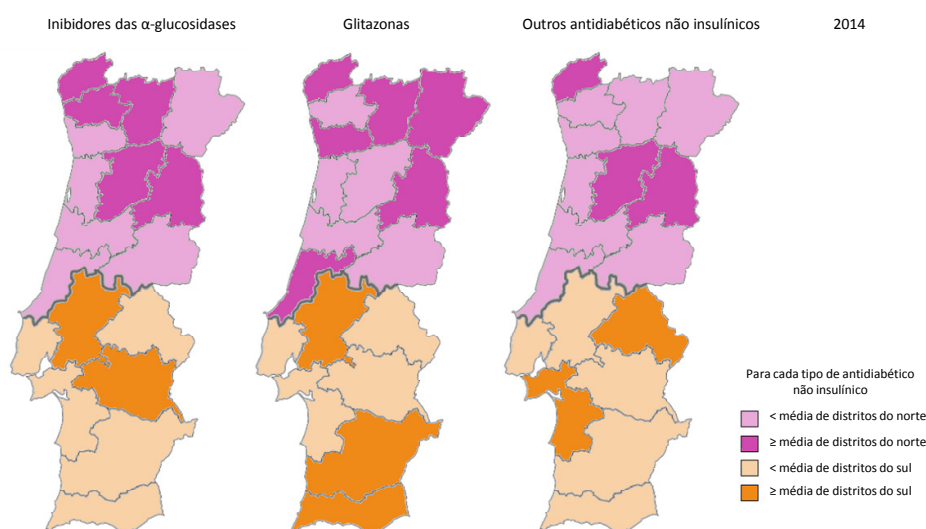 Inibidores das α-glucosidases
Glitazonas
Outros antidiabéticos não insulínicos
2014
Para cada tipo de antidiabético
não insulínico
< média de distritos do norte
≥ média de distritos do norte
< média de distritos do sul
≥ média de distritos do sul